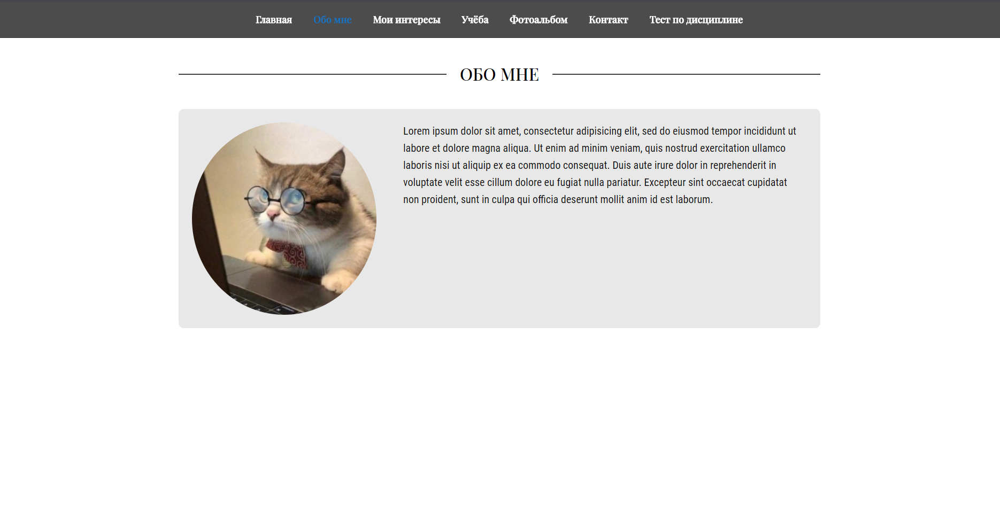 Главная Обо мне Мои интересы Учёба Фотоальбом Контакт Тест по дисциплине
ОБО МНЕ
Lorem ipsum dolor sit amet, consectetur adipisicing elit, sed do eiusmod tempor incididunt ut
labore et dolore magna aliqua. Ut enim ad minim veniam, quis nostrud exercitation ullamco
laboris nisi ut aliquip ex ea commodo consequat. Duis aute irure dolor in reprehenderit in
voluptate velit esse cillum dolore eu fugiat nulla pariatur. Excepteur sint occaecat cupidatat
non proident, sunt in culpa qui officia deserunt mollit anim id est laborum.